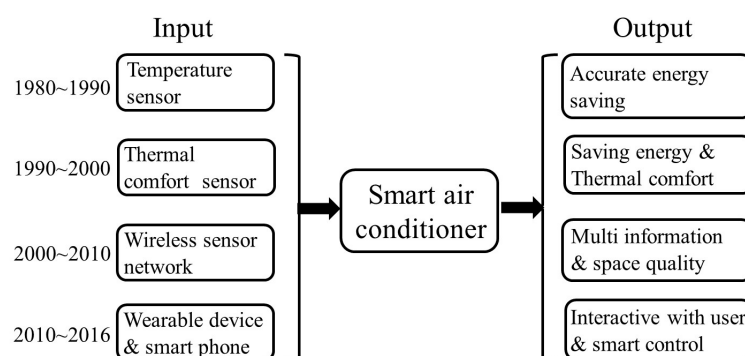 Input
Output
1980~1990
Temperature
sensor
Accurate energy
saving
1990~2000
Thermal
comfort sensor
Saving energy &
Thermal comfort
Smart air
conditioner
2000~2010
Wireless sensor
network
Multi information
& space quality
2010~2016
Wearable device
& smart phone
Interactive with user
& smart control